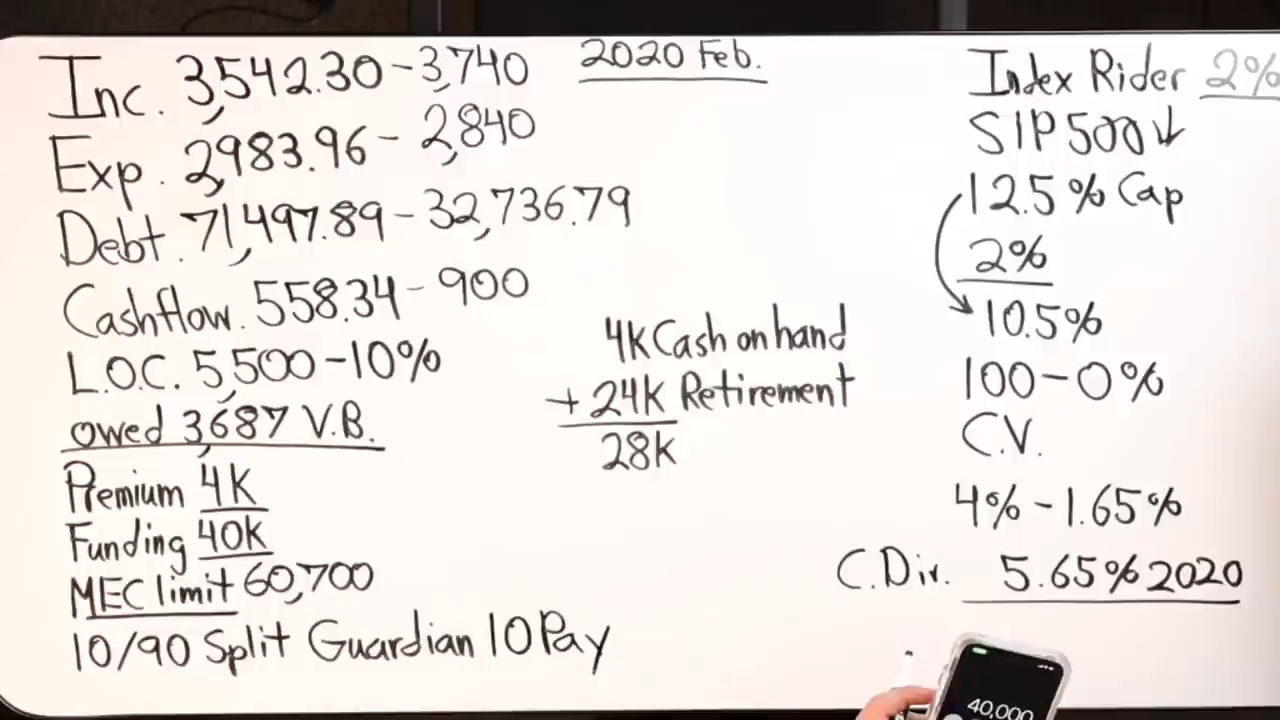 Inc. 3,542.30-3,740
Exp. 2,983.96- 2,840
Debt. 71,497.89-32,736.79
Cashflow. 558.34- 900
L.O.C. 5,500-10%
owed 3,687 V.B.
Premium 4K
Funding 40K
MEC limit 60,700
10/90 Split Guardian 10 Pay
2020 Feb.
4K Cash on hand
+ 24K Retirement
28K
Index Rider 2%
S1P 500↓
12.5% Cap
2%
10.5%
100-0%
C.V.
4%-1.65%
C.Div. 5.65% 2020
40,000